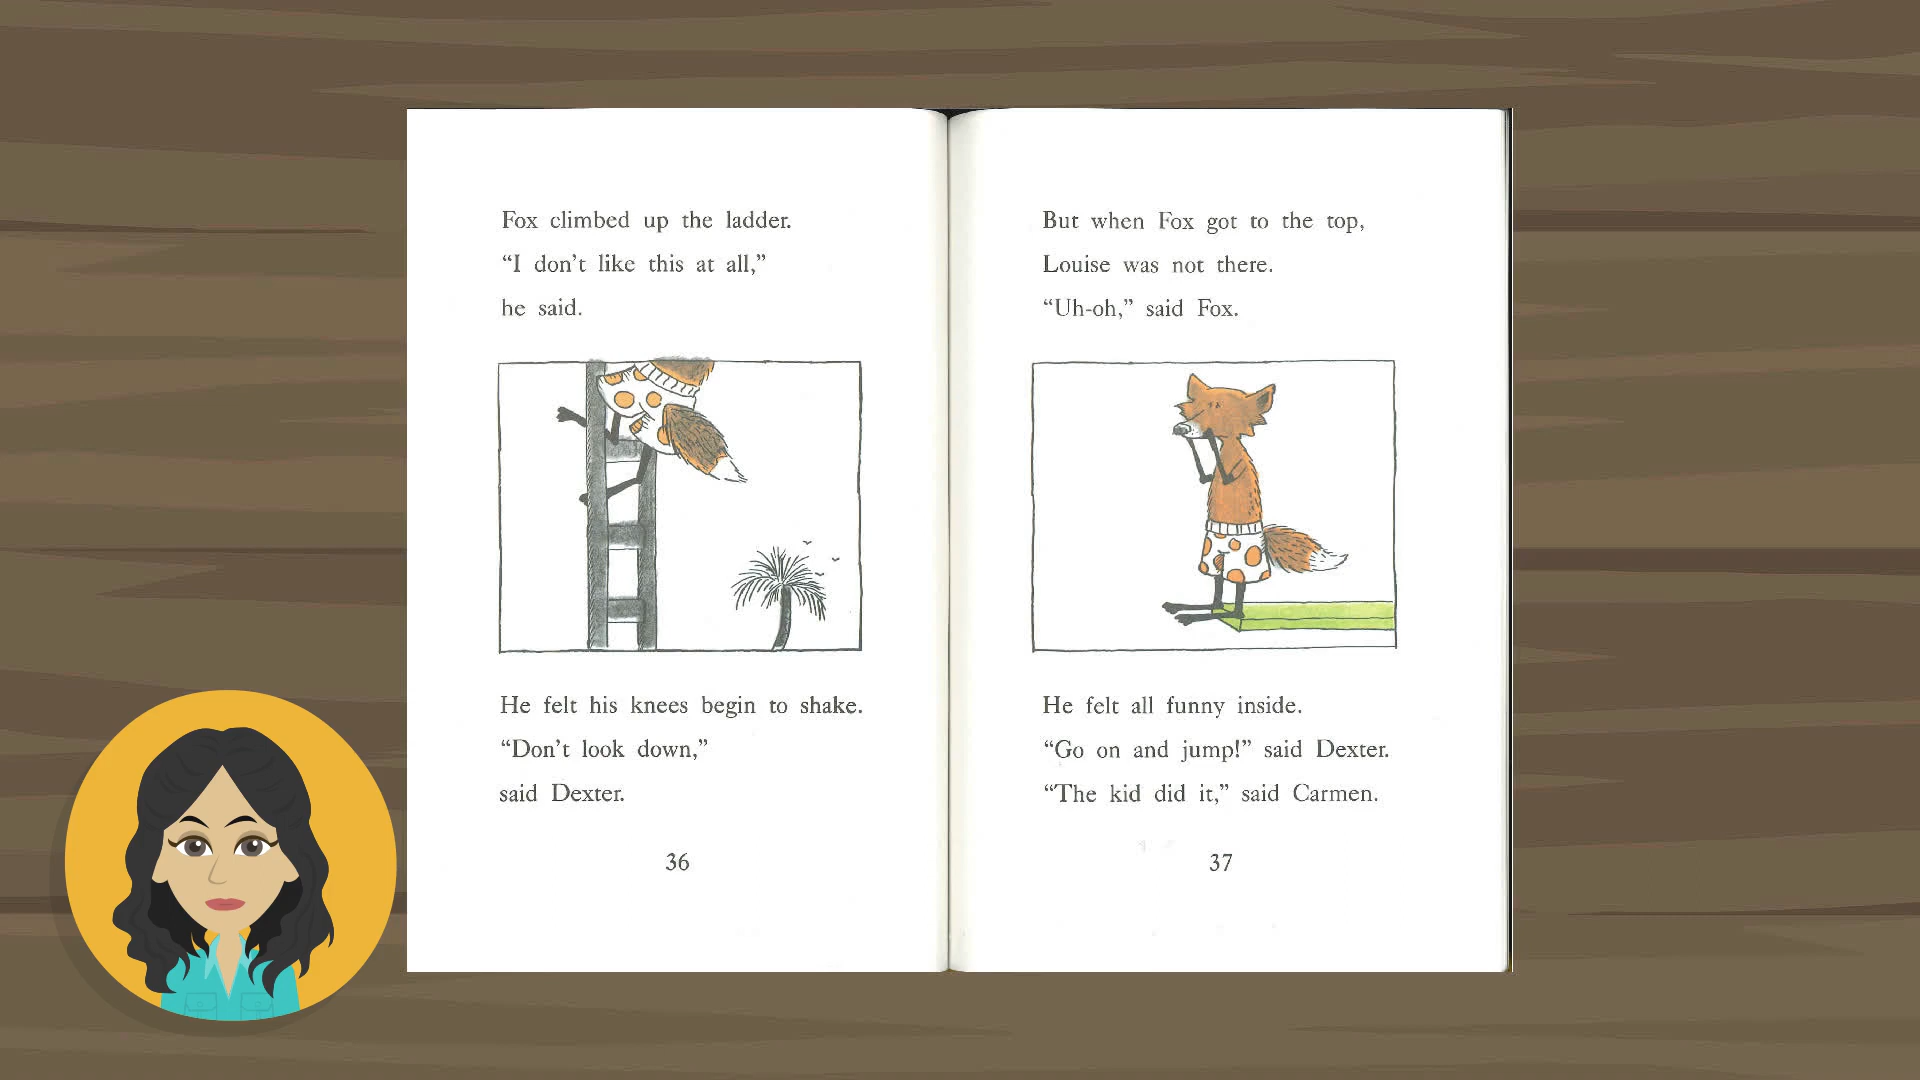 Fox climbed up the ladder.
“I don’t like this at all,”
he said.
He felt his knees begin to shake.
“Don’t look down,”
said Dexter.
36
But when Fox got to the top,
Louise was not there.
“Uh-oh,” said Fox.
He felt all funny inside.
“Go on and jump!” said Dexter.
“The kid did it,” said Carmen.
37